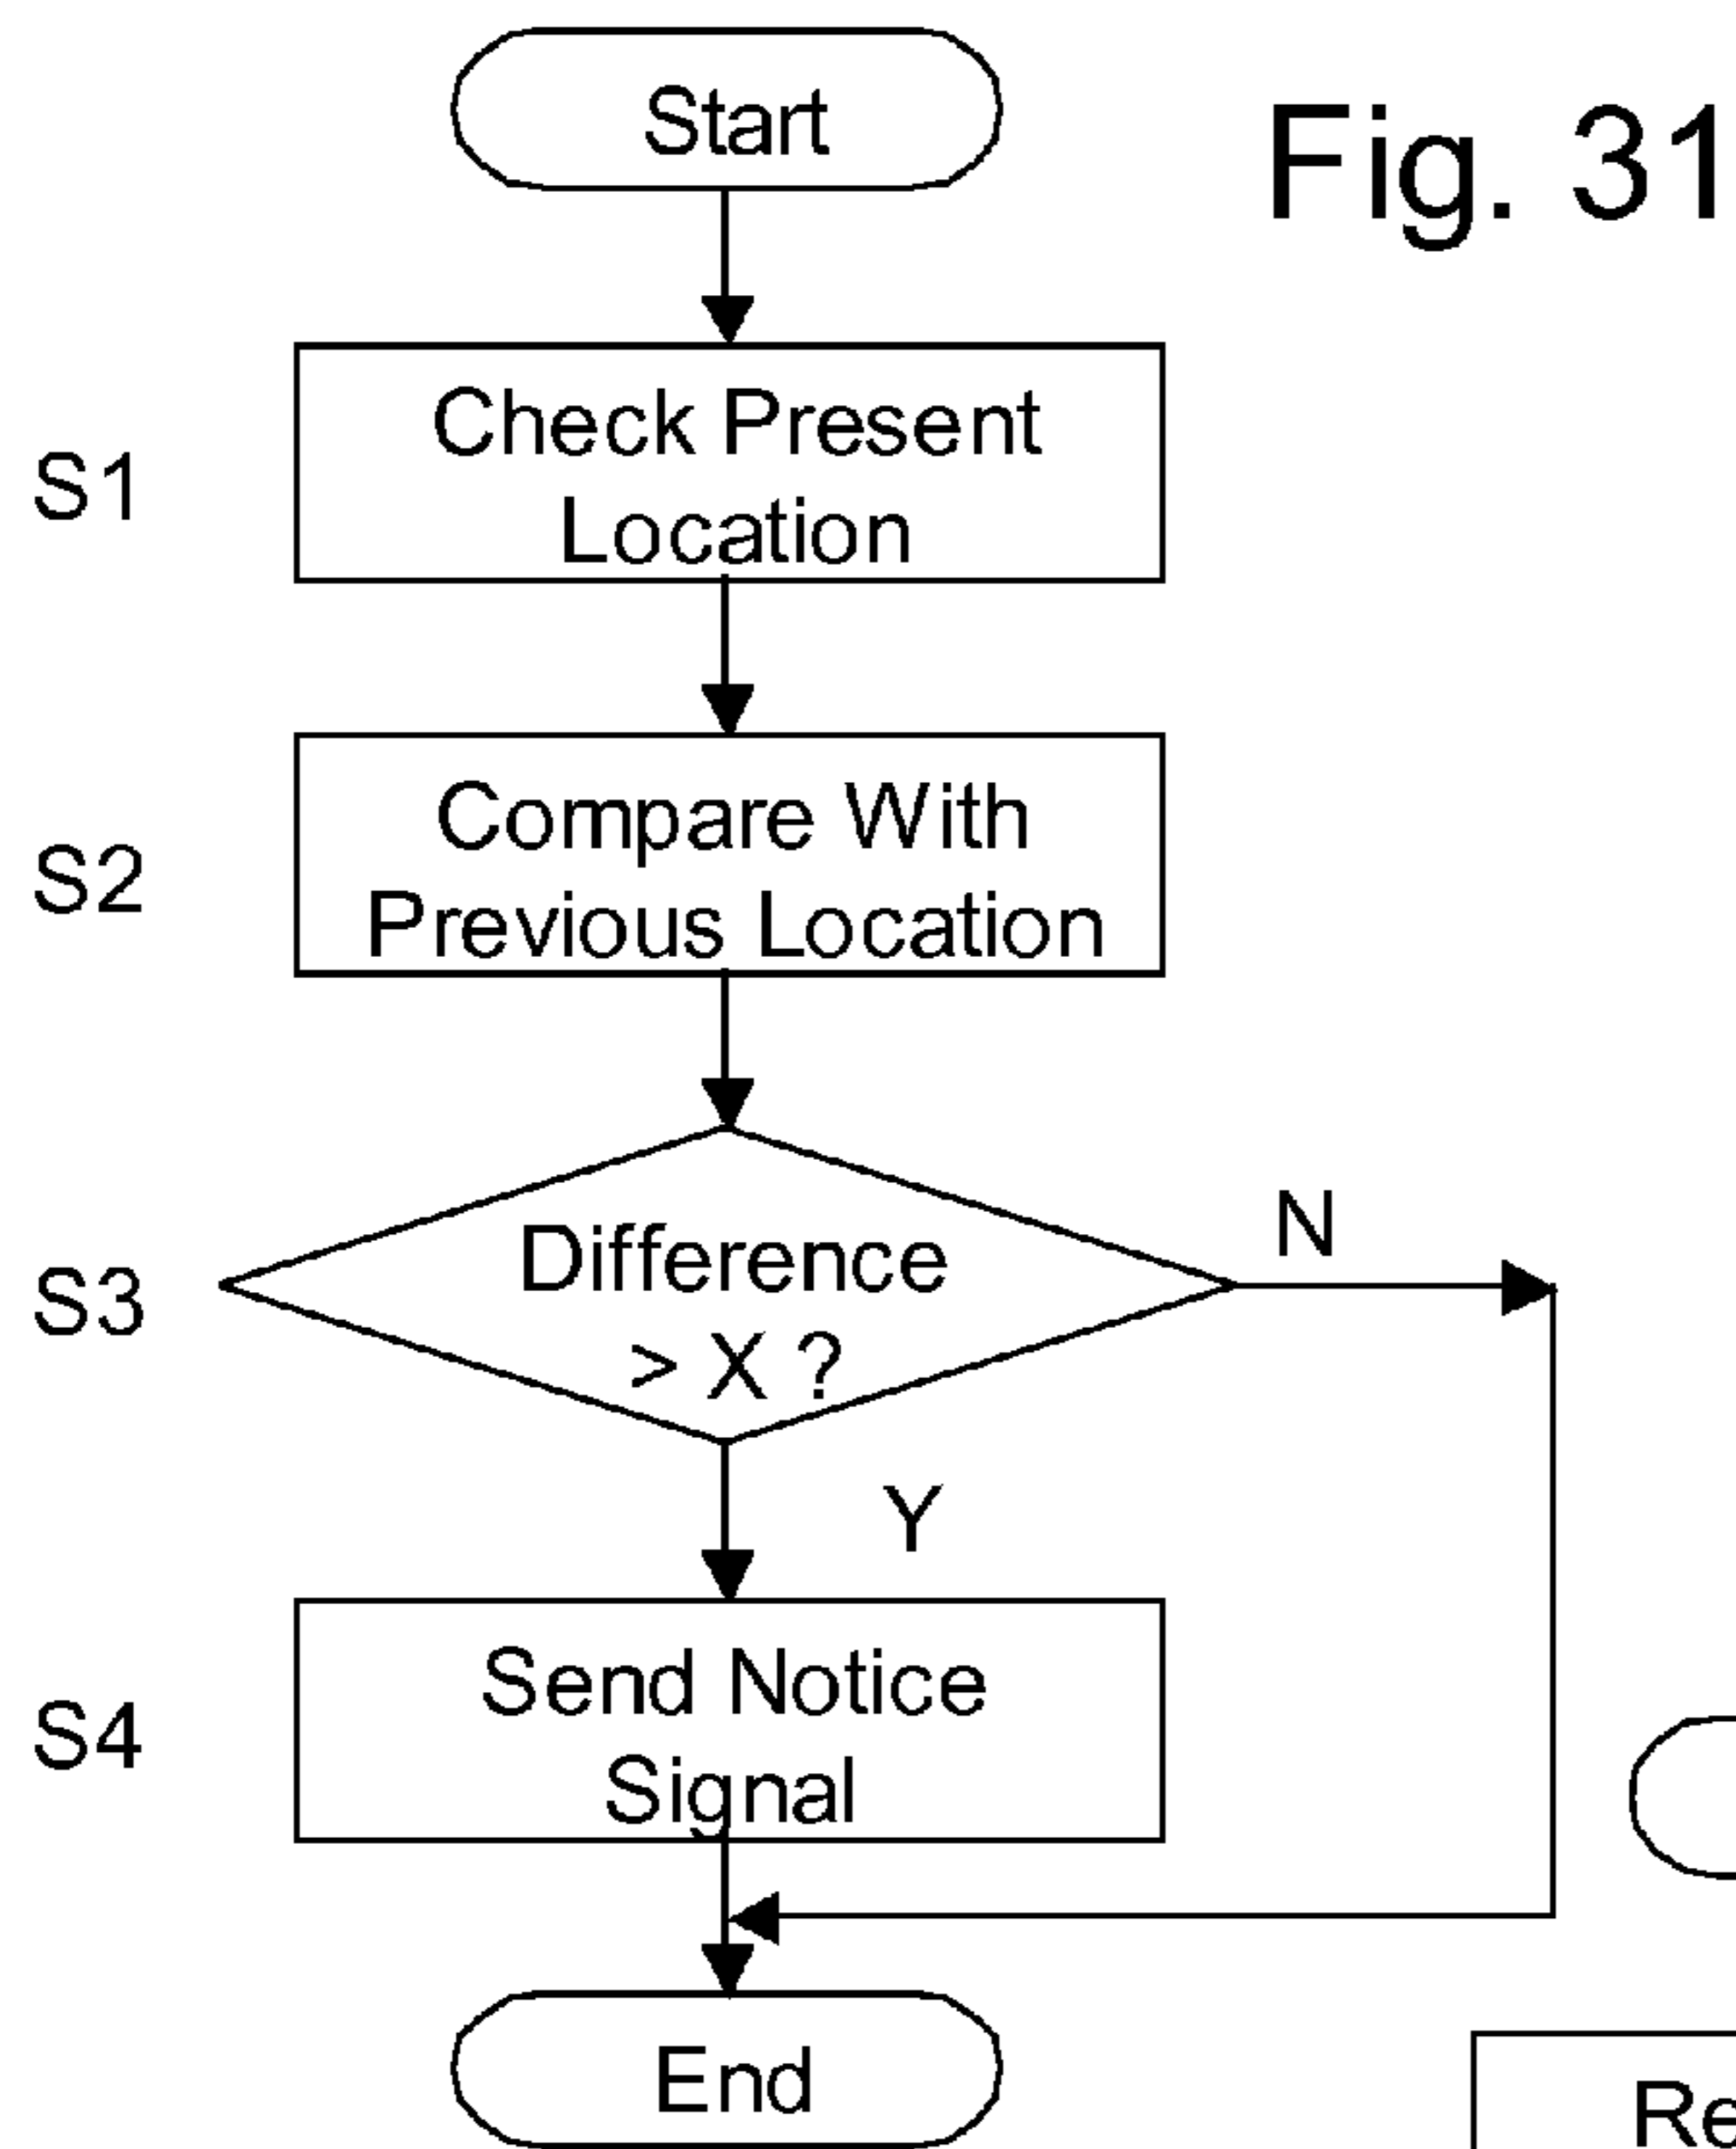 Start
Fig. 31
S1
Check Present
Location
S2
Compare With
Previous Location
S3
Difference
> X ?
N
Y
S4
Send Notice
Signal
End